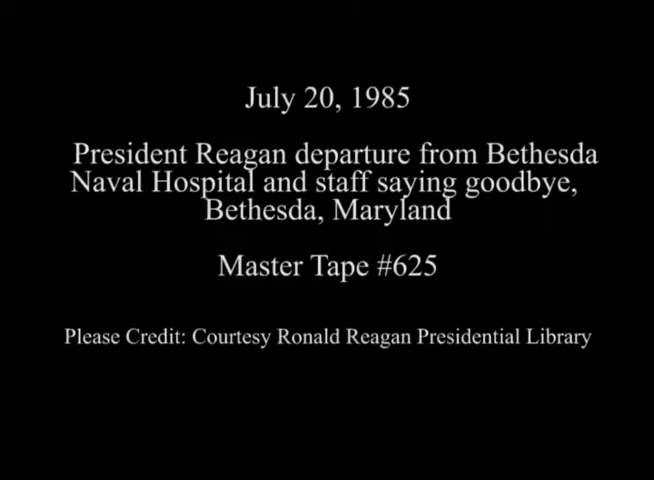 July 20, 1985
President Reagan departure from Bethesda
Naval Hospital and staff saying goodbye,
Bethesda, Maryland
Master Tape #625
Please Credit: Courtesy Ronald Reagan Presidential Library